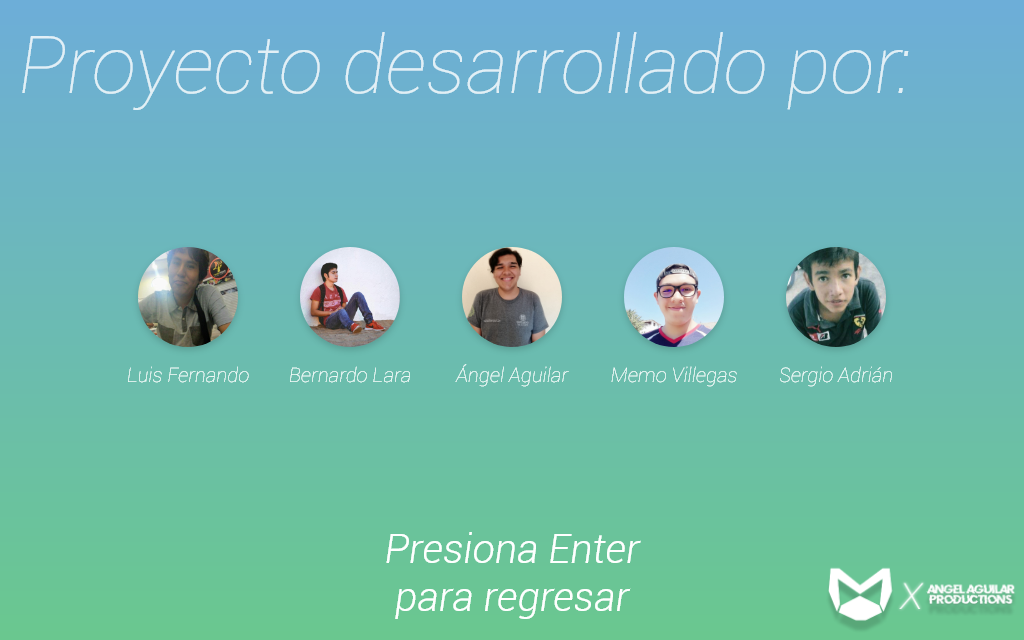 Proyecto desarrollado por:
Luis Fernando
Bernardo Lara
Ángel Aguilar
Memo Villegas
Sergio Adrián
Presiona Enter
para regresar
X ANGEL AGUILAR
PRODUCTIONS